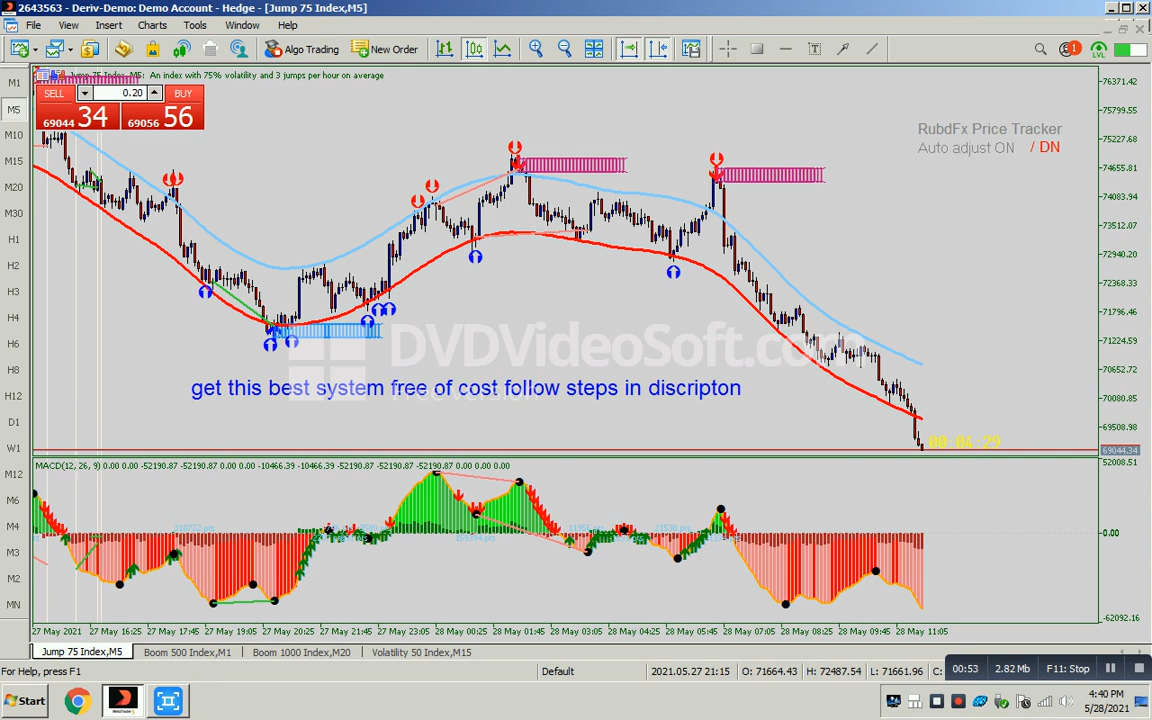 2643563 - Deriv-Demo: Demo Account - Hedge - [Jump 75 Index,M5]
File View Insert Charts Tools Window Help
Algo Trading New Order
1
LVL
M1
M5
M10
M15
M20
M30
H1
H2
H3
H4
H6
H8
H12
D1
W1
M12
M6
M4
M3
M2
MN
M5: An index with 75% volatility and 3 jumps per hour on average
SELL 0.20 BUY
69044 34 69056 56
RubdFx Price Tracker
Auto adjust ON / DN
DVDVideoSoft.com
Free version
get this best system free of cost follow steps in discripton
00:04:29
76371.42
75799.55
75227.68
74655.81
74083.94
73512.07
72940.20
72368.33
71796.46
71224.59
70652.72
70080.85
69508.98
69044.34
MACD(12, 26, 9) 0.00 0.00 -52190.87 -52190.87 -10466.39 -10466.39 -52190.87 -52190.87 0.00 0.00 0.00
52008.51
0.00
-62092.16
27 May 2021 27 May 16:25 27 May 17:45 27 May 19:05 27 May 20:25 27 May 21:45 27 May 23:05 28 May 00:25 28 May 01:45 28 May 03:05 28 May 04:25 28 May 05:45 28 May 07:05 28 May 08:25 28 May 09:45 28 May 11:05
Jump 75 Index,M5 Boom 500 Index,M1 Boom 1000 Index,M20 Volatility 50 Index,M15
For Help, press F1 Default 2021.05.27 21:15 O: 71664.43 H: 72487.54 L: 71661.96 C:
00:53 2.82 Mb F11: Stop
Start
4:40 PM
5/28/2021